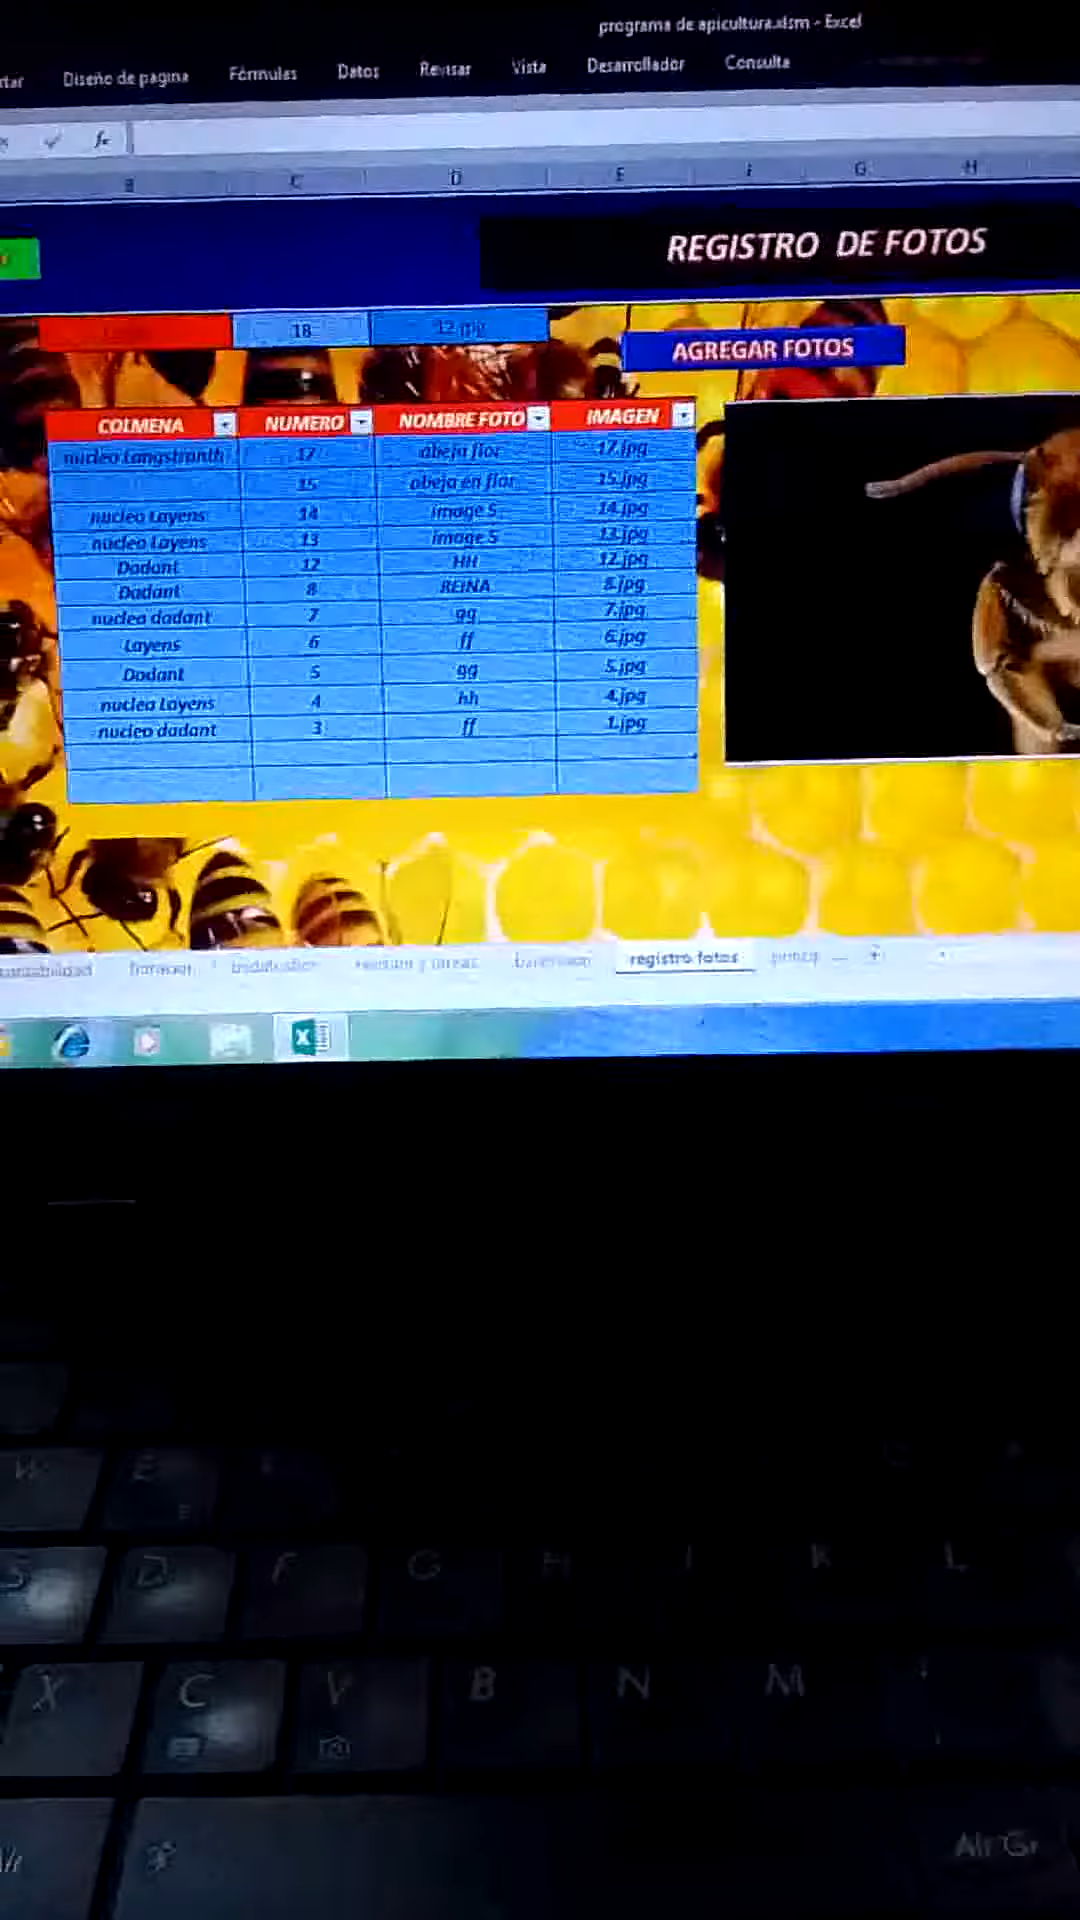 programa de apicultura.xlsm - Excel
Diseño de página Fórmulas Datos Revisar Vista Desarrollador Consulta
fx
B C D E F G H
REGISTRO DE FOTOS
18
AGREGAR FOTOS
COLMENA NUMERO NOMBRE FOTO IMAGEN
nucleo Langstranth 17 abeja flor 17.jpg
15 abeja en flor 15.jpg
nucleo Layens 14 image S 14.jpg
nucleo Layens 13 image S 13.jpg
Dadant 12 HH 12.jpg
Dadant 8 REINA 8.jpg
nucleo dadant 7 gg 7.jpg
Layens 6 ff 6.jpg
Dadant 5 gg 5.jpg
nucleo Layens 4 hh 4.jpg
nucleo dadant 3 ff 1.jpg
registro fotos
W E
S D F G H J K L
X C V B N M
Alt Gr